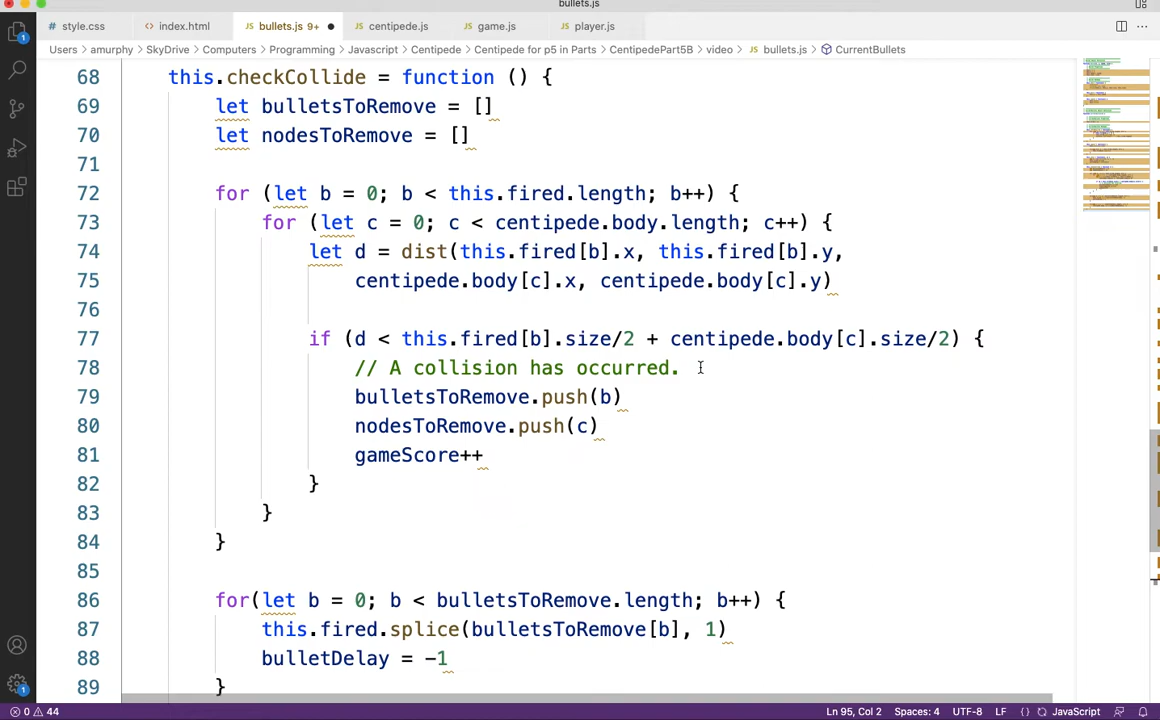 bullets.js
style.css
index.html
bullets.js 9+
centipede.js
game.js
player.js
Users > amurphy > SkyDrive > Computers > Programming > Javascript > Centipede > Centipede for p5 in Parts > CentipedePart5B > video > bullets.js > CurrentBullets
68 this.checkCollide = function () {
69 let bulletsToRemove = []
70 let nodesToRemove = []
71
72 for (let b = 0; b < this.fired.length; b++) {
73 for (let c = 0; c < centipede.body.length; c++) {
74 let d = dist(this.fired[b].x, this.fired[b].y,
75 centipede.body[c].x, centipede.body[c].y)
76
77 if (d < this.fired[b].size/2 + centipede.body[c].size/2) {
78 // A collision has occurred.
79 bulletsToRemove.push(b)
80 nodesToRemove.push(c)
81 gameScore++
82 }
83 }
84 }
85
86 for(let b = 0; b < bulletsToRemove.length; b++) {
87 this.fired.splice(bulletsToRemove[b], 1)
88 bulletDelay = -1
89 }
0 44 Ln 95, Col 2 Spaces: 4 UTF-8 LF {} JavaScript